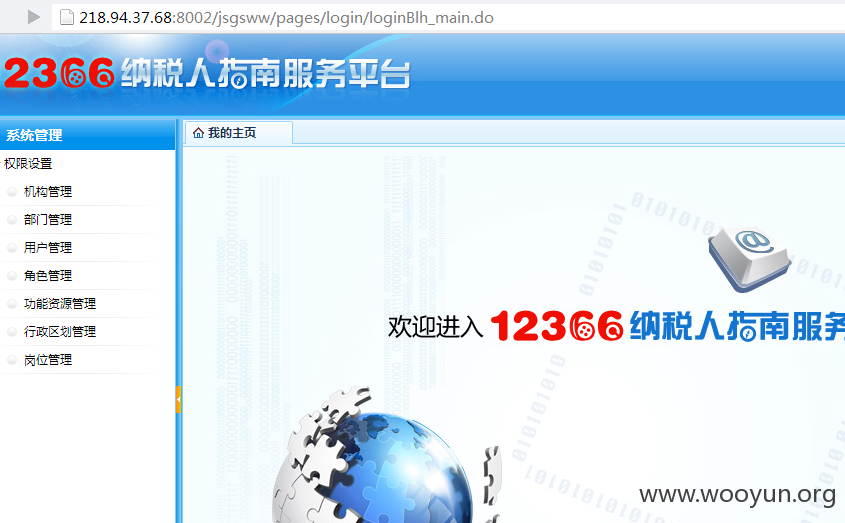 218.94.37.68:8002/jsgsww/pages/login/loginBlh_main.do
2366 纳税人指南服务平台
系统管理
我的主页
权限设置
机构管理
部门管理
用户管理
角色管理
功能资源管理
行政区划管理
岗位管理
欢迎进入 12366 纳税人指南服务
www.wooyun.org